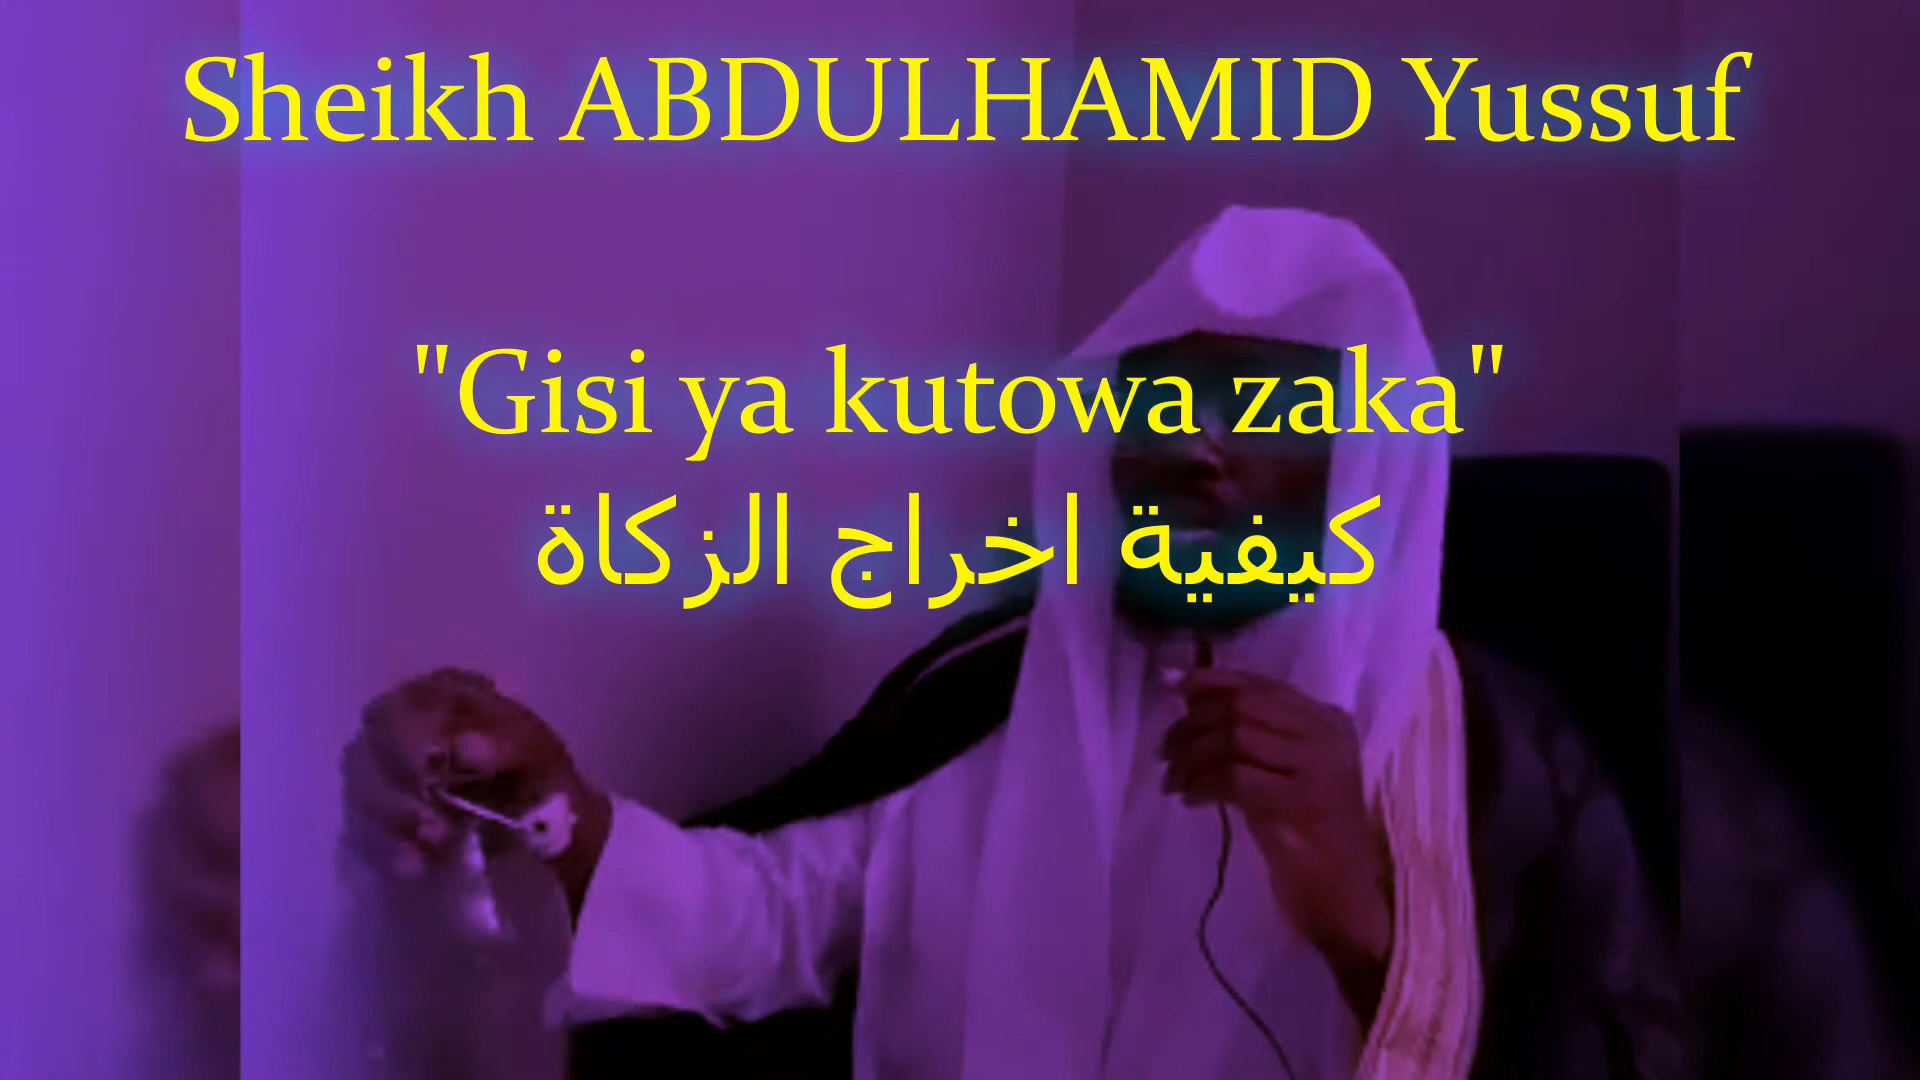 Sheikh ABDULHAMID Yussuf
"Gisi ya kutowa zaka"
كيفية اخراج الزكاة